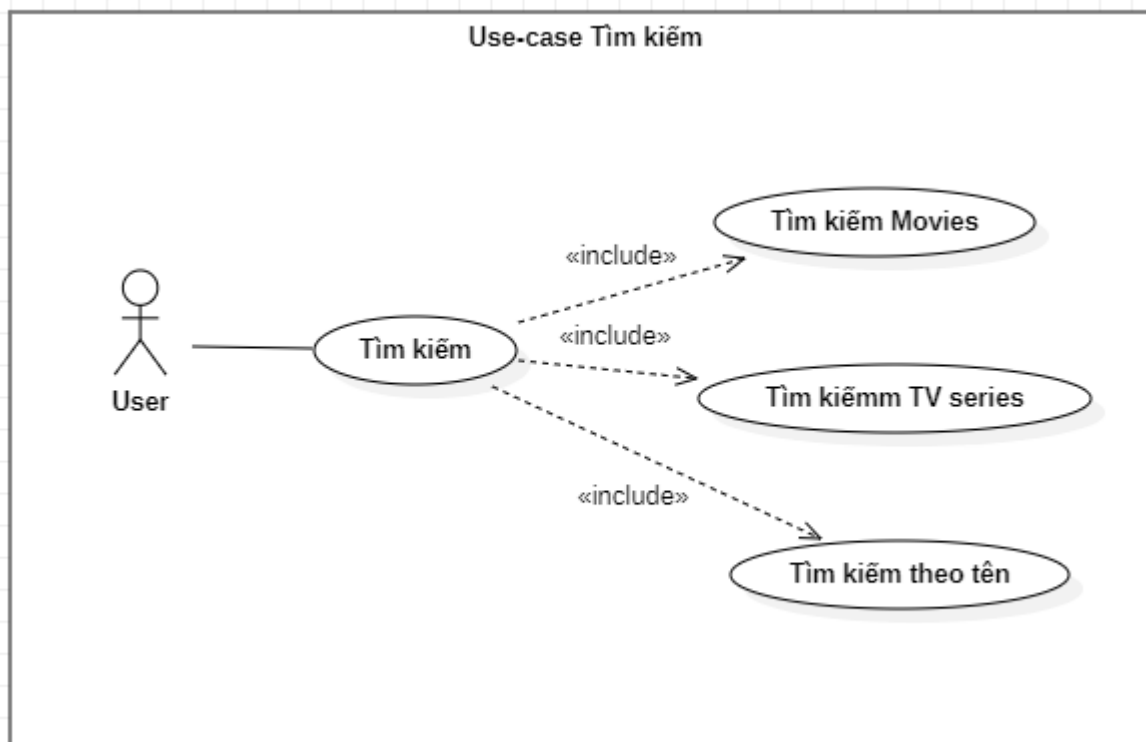 Use-case Tìm kiếm
Tìm kiếm Movies
«include»
«include»
Tìm kiếm
User
Tìm kiếmm TV series
«include»
Tìm kiếm theo tên